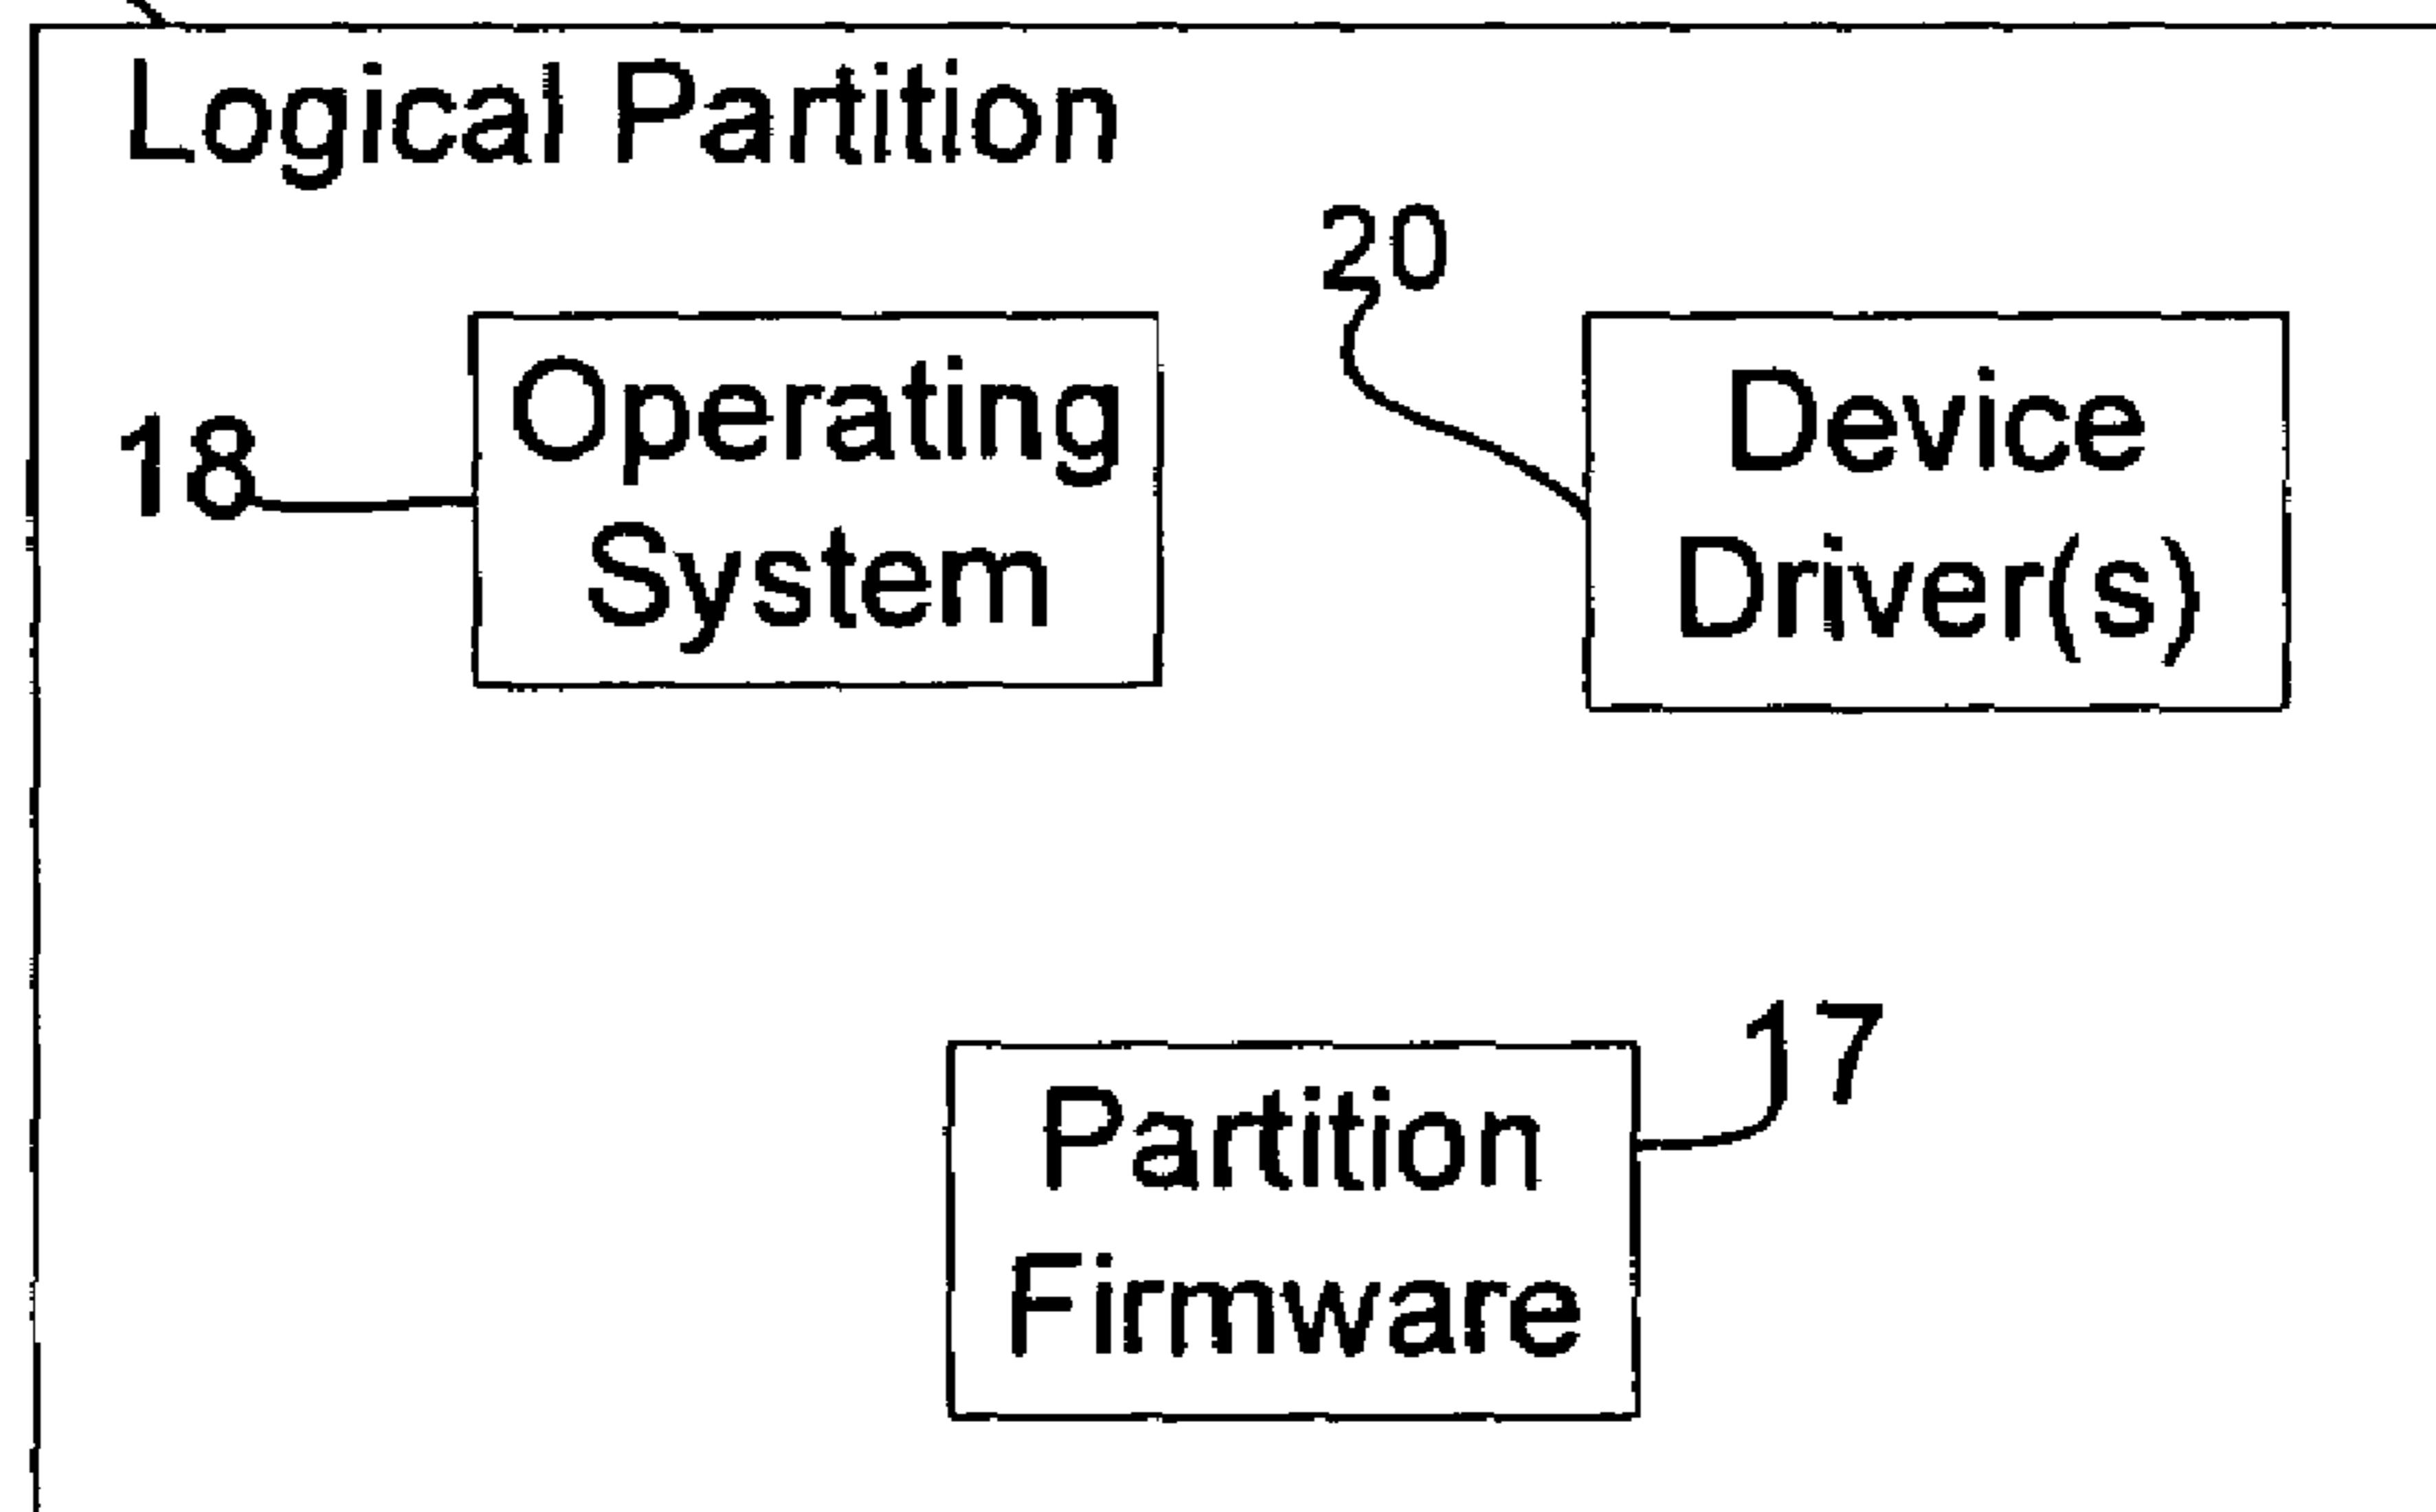 Logical Partition
20
18
Operating
System
Device
Driver(s)
17
Partition
Firmware